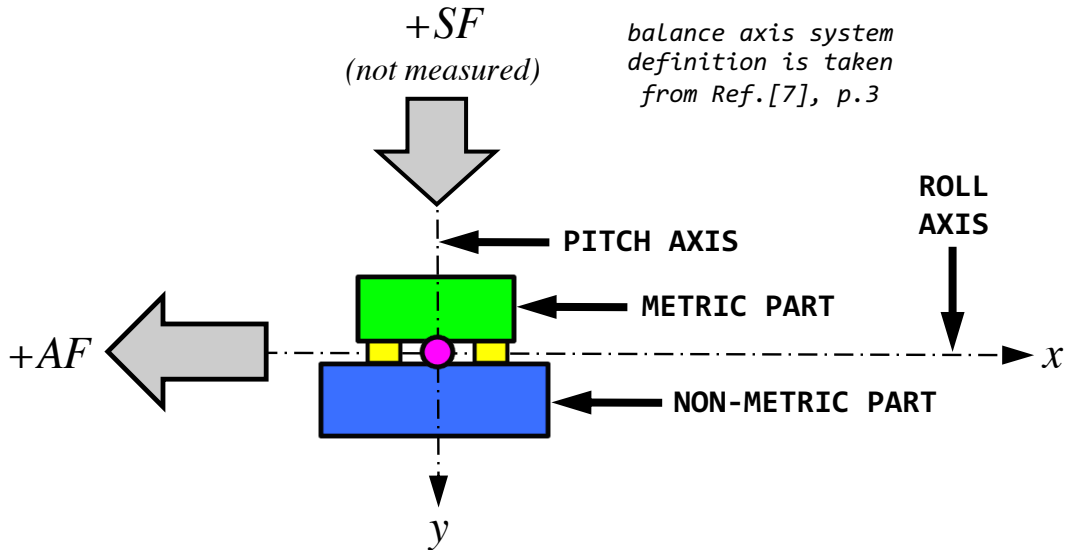 +SF
(not measured)
balance axis system
definition is taken
from Ref.[7], p.3
ROLL
AXIS
PITCH AXIS
METRIC PART
+AF
x
NON-METRIC PART
y